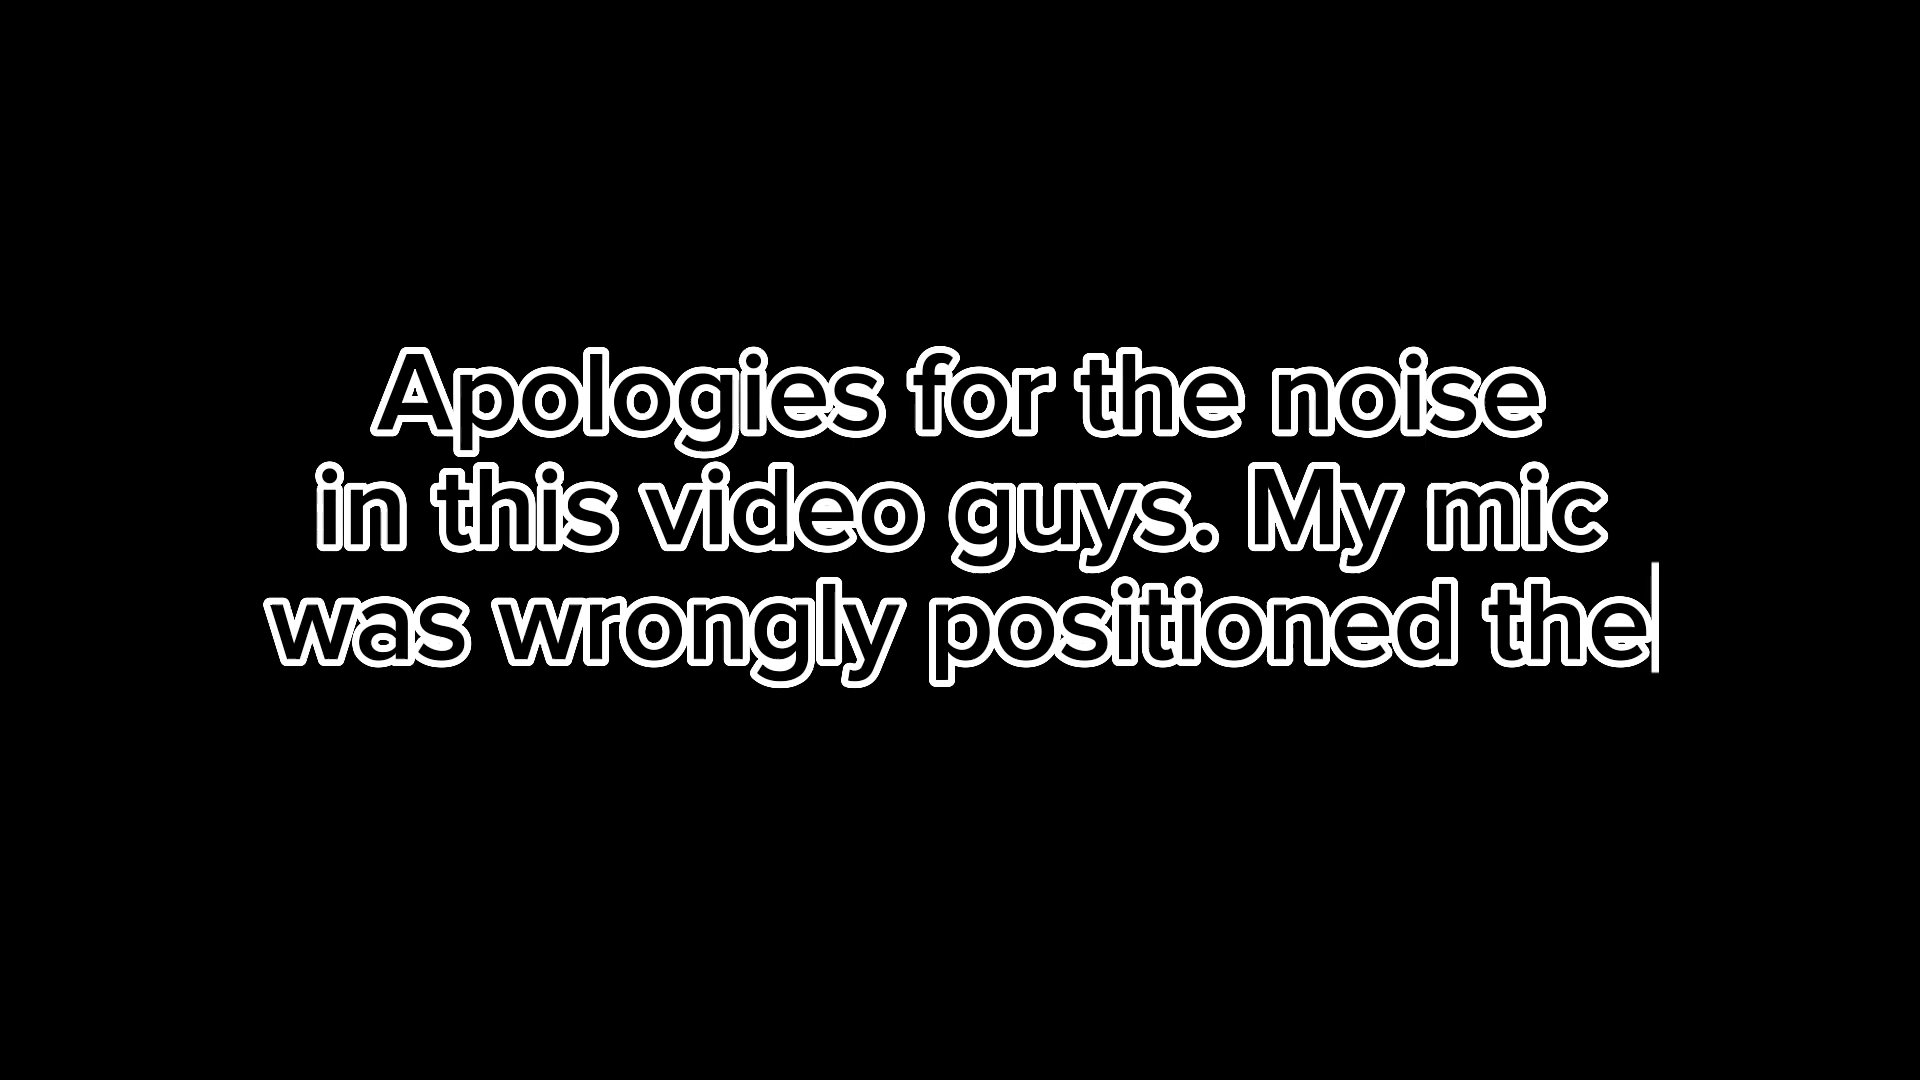 Apologies for the noise
in this video guys. My mic
was wrongly positioned the